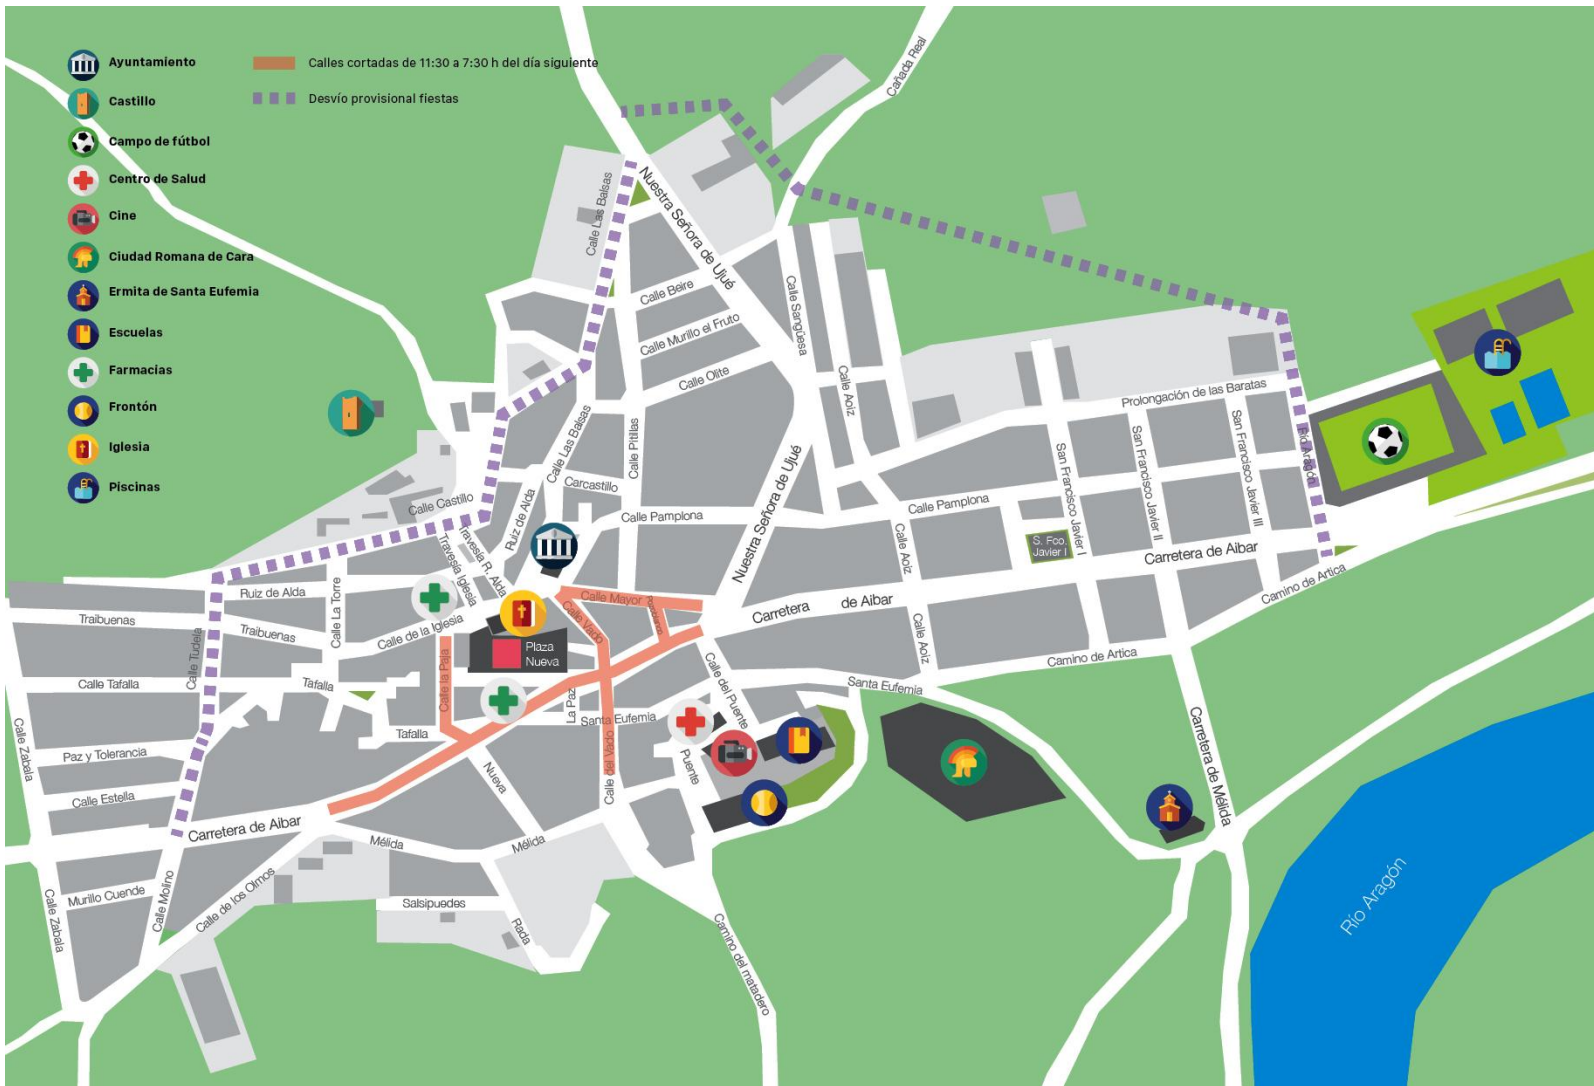 Ayuntamiento
Castillo
Campo de fútbol
Centro de Salud
Cine
Ciudad Romana de Cara
Ermita de Santa Eufemia
Escuelas
Farmacias
Frontón
Iglesia
Piscinas
Calles cortadas de 11:30 a 7:30 h del día siguiente
Desvío provisional fiestas
Cañada Real
Nuestra Señora de Ujué
Calle Las Balsas
Calle Beire
Calle Murillo el Fruto
Calle Olite
Calle Sangüesa
Calle Aoiz
Prolongación de las Baratas
Calle Las Balsas
Calle Pitillas
Carcastillo
Calle Castillo
Ruiz de Alda
Calle Pamplona
Nuestra Señora de Ujué
Calle Pamplona
San Francisco Javier I
San Francisco Javier II
San Francisco Javier III
Río Aragón
S. Fco.
Javier I
Carretera de Aibar
Camino de Artica
Travesía R. Alda
Travesía Iglesia
Calle Aoiz
Ruiz de Alda
Calle La Torre
Traibuenas
Traibuenas
Calle de la Iglesia
Calle Mayor
Calle Vado
Carretera de Aibar
Calle Aoiz
Camino de Artica
Plaza
Nueva
Calle Tudela
Calle Tafalla
Tafalla
Calle la Paja
La Paz
Santa Eufemia
Calle del Puente
Santa Eufemia
Tafalla
Calle Zabala
Paz y Tolerancia
Calle Estella
Nueva
Calle del Vado
Puente
Carretera de Mélida
Carretera de Aibar
Mélida
Mélida
Murillo Cuende
Calle Molino
Calle de los Olmos
Calle Zabala
Salsipuedes
Rada
Camino del matadero
Río Aragón